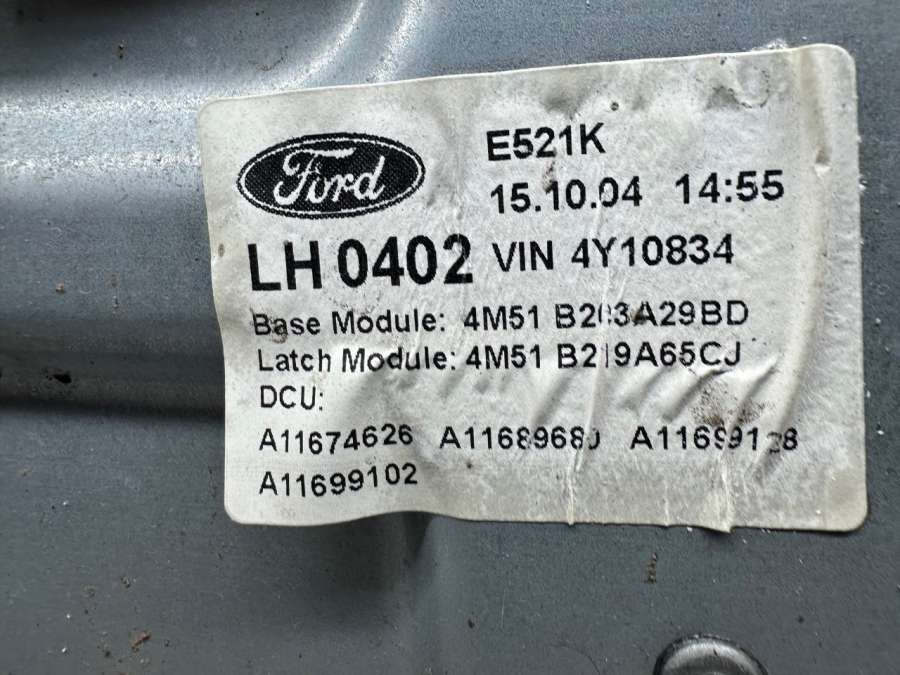 Ford
E521K
15.10.04 14:55
LH 0402 VIN 4Y10834
Base Module: 4M51 B203A29BD
Latch Module: 4M51 B219A65CJ
DCU:
A11674626
A11699102